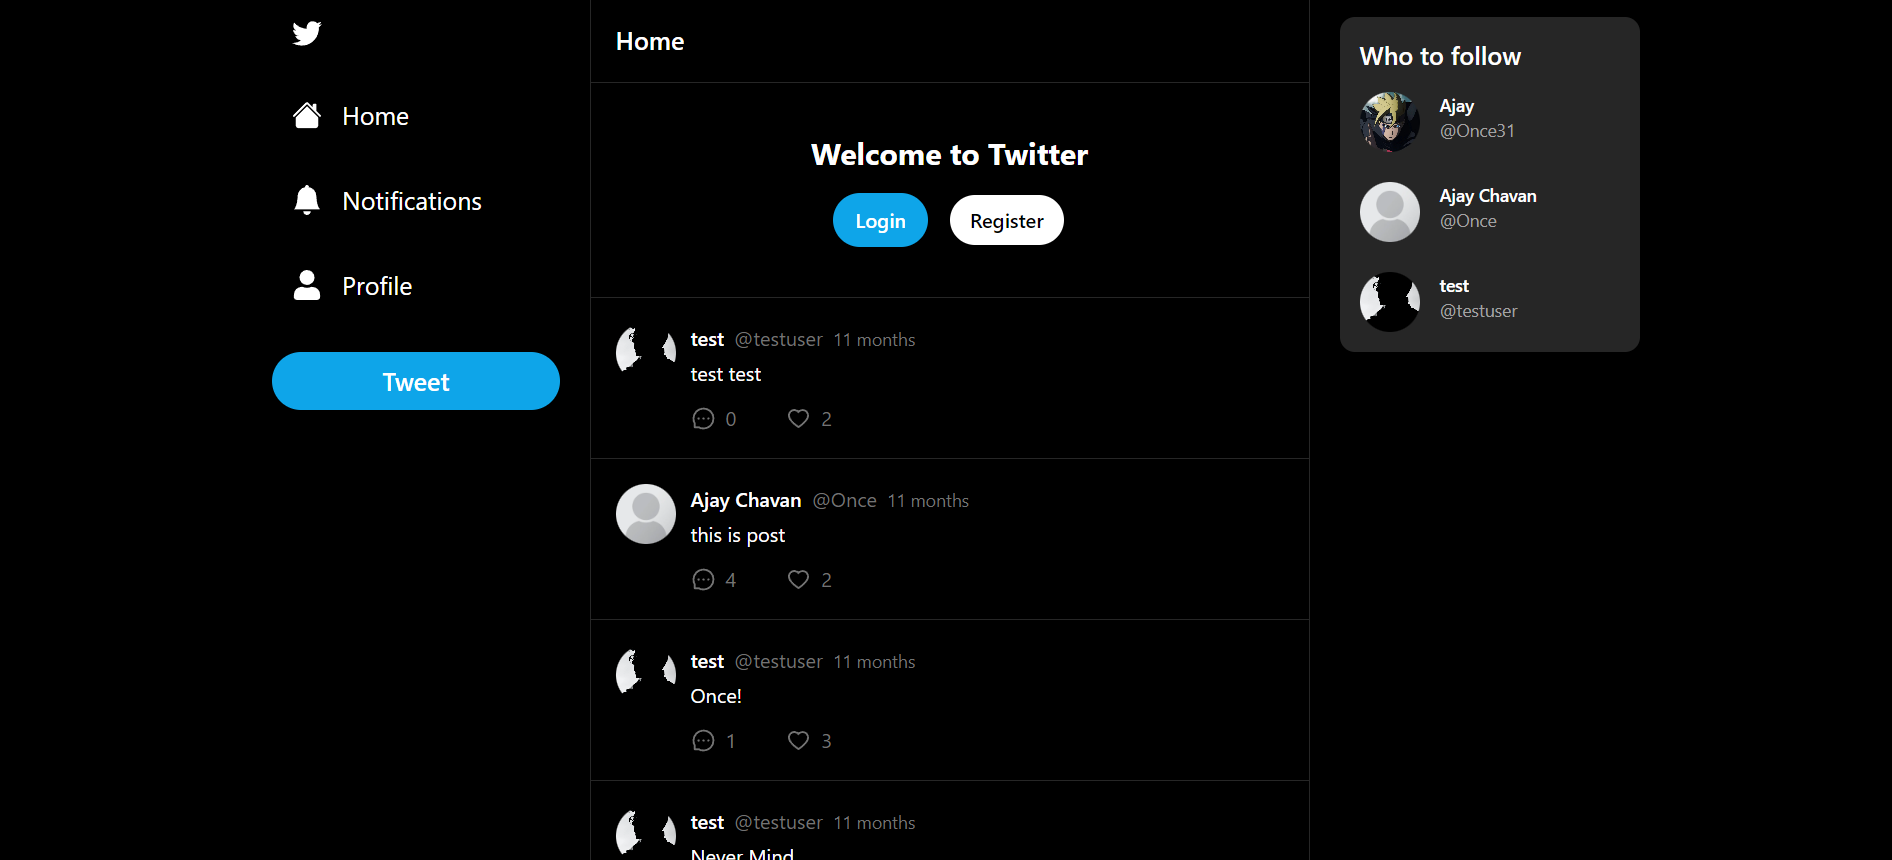 Home
Notifications
Profile
Tweet
Home
Welcome to Twitter
Login Register
test @testuser 11 months
test test
0 2
Ajay Chavan @Once 11 months
this is post
4 2
test @testuser 11 months
Once!
1 3
test @testuser 11 months
Never Mind
Who to follow
Ajay
@Once31
Ajay Chavan
@Once
test
@testuser